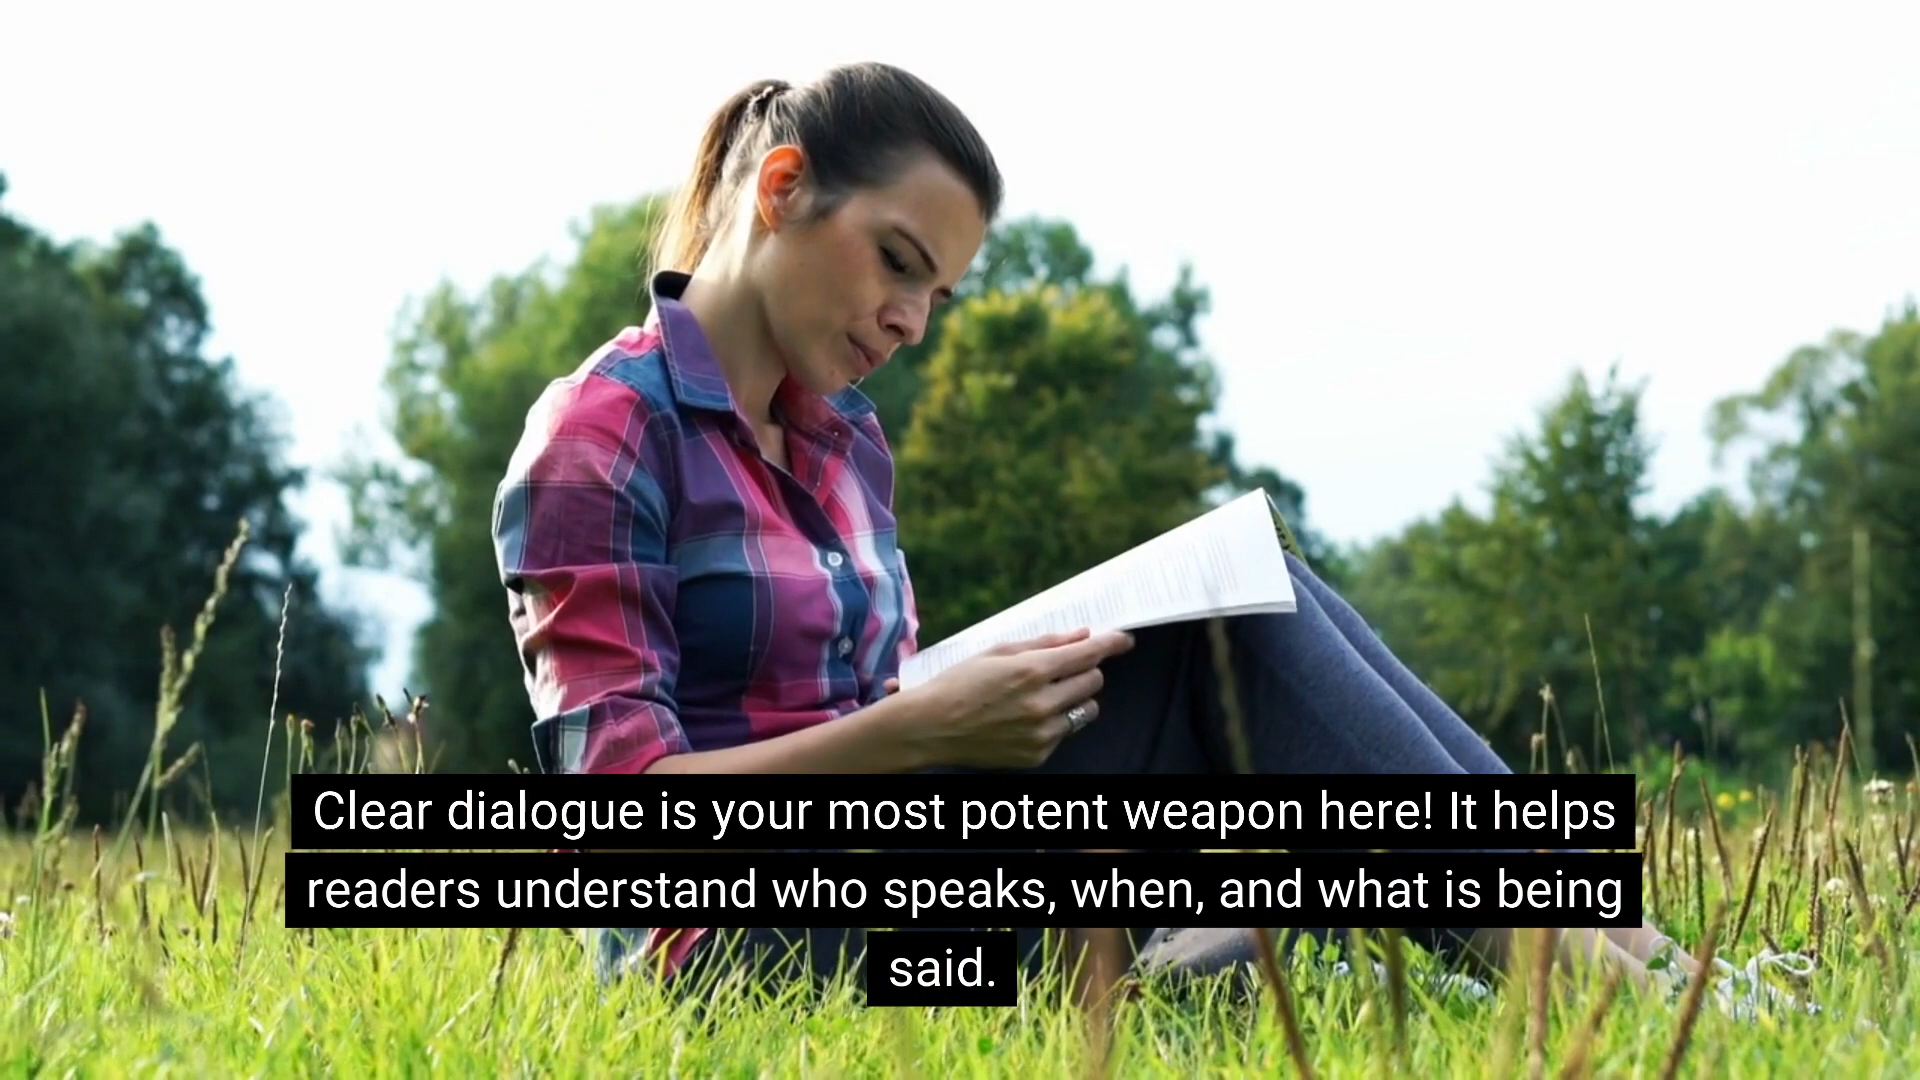 Clear dialogue is your most potent weapon here! It helps
readers understand who speaks, when, and what is being
said.